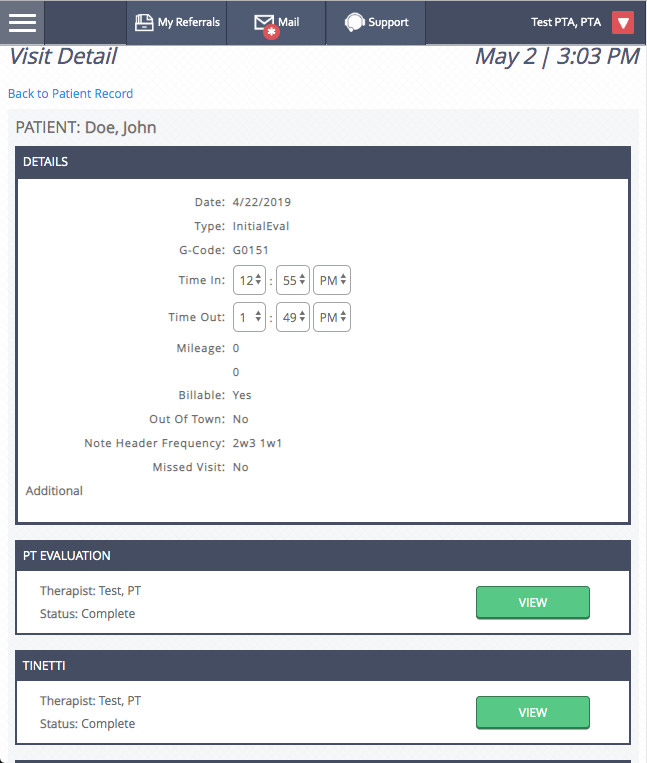 My Referrals Mail Support Test PTA, PTA
Visit Detail May 2 | 3:03 PM
Back to Patient Record
PATIENT: Doe, John
DETAILS
Date: 4/22/2019
Type: InitialEval
G-Code: G0151
Time In: 12 : 55 PM
Time Out: 1 : 49 PM
Mileage: 0
0
Billable: Yes
Out Of Town: No
Note Header Frequency: 2w3 1w1
Missed Visit: No
Additional
PT EVALUATION
Therapist: Test, PT
Status: Complete
VIEW
TINETTI
Therapist: Test, PT
Status: Complete
VIEW